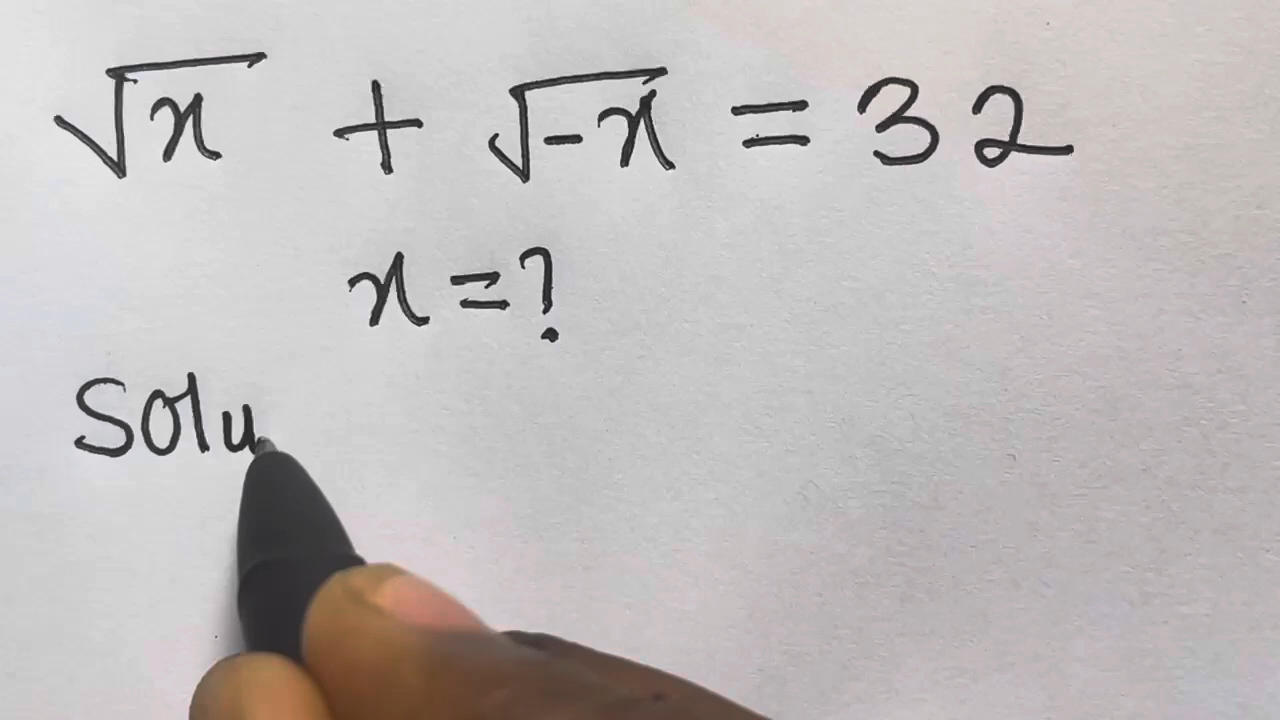 √x + √-x = 32
x = ?
Solu